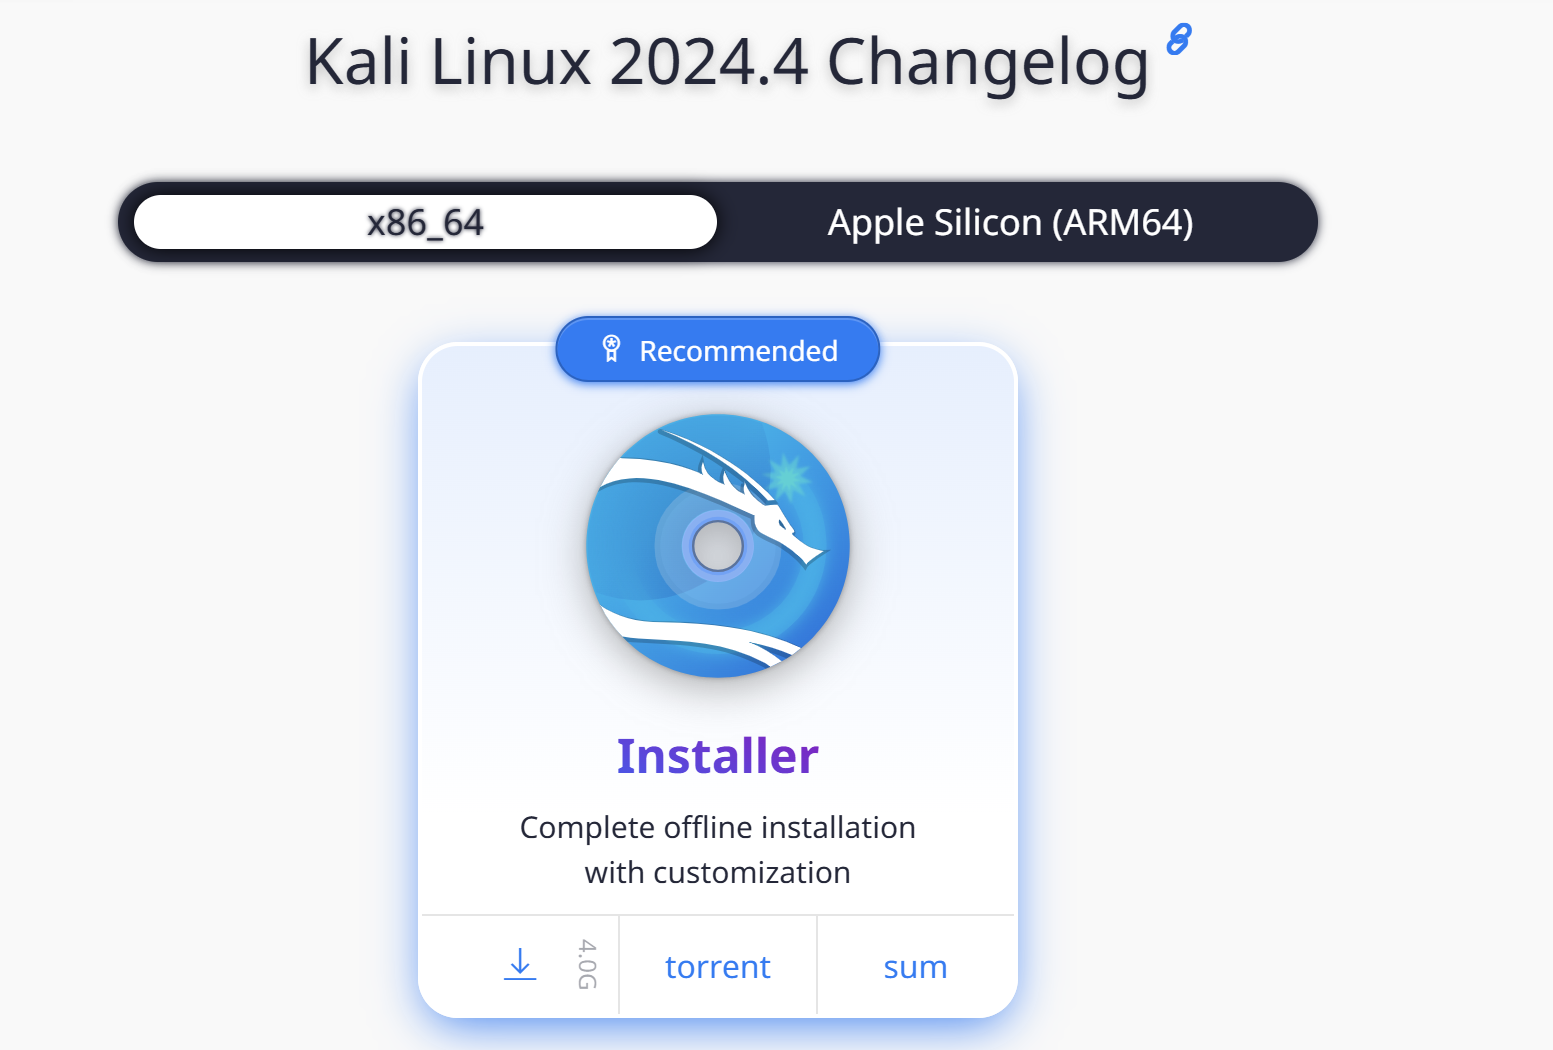 Kali Linux 2024.4 Changelog
x86_64
Apple Silicon (ARM64)
Recommended
Installer
Complete offline installation
with customization
4.0G
torrent
sum